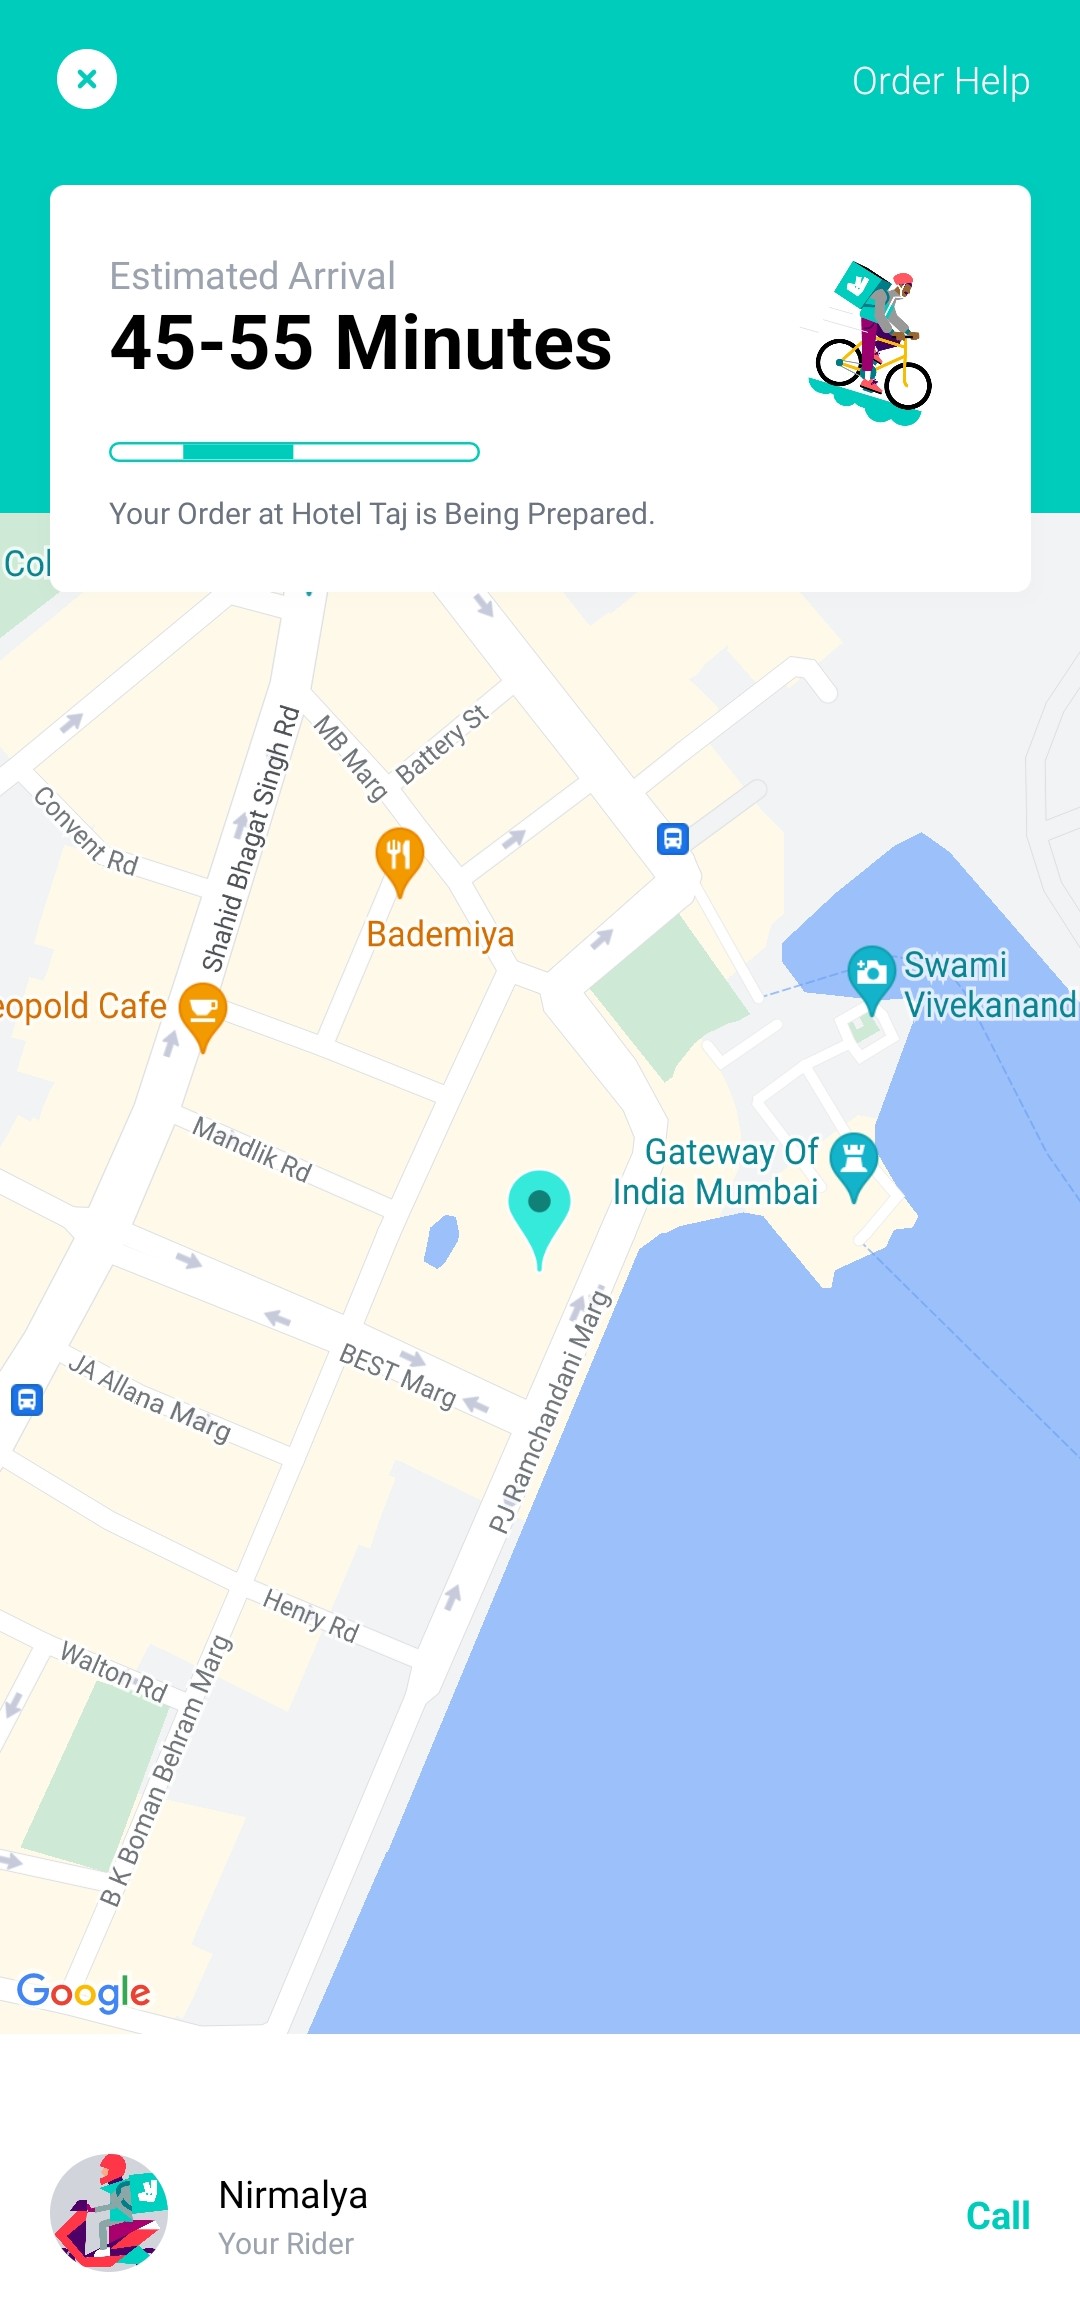 Order Help
Estimated Arrival
45-55 Minutes
Your Order at Hotel Taj is Being Prepared.
Shahid Bhagat Singh Rd
MB Marg
Battery St
Convent Rd
Bademiya
Swami
Vivekanand
Cafe
Mandlik Rd
Gateway Of
India Mumbai
BEST Marg
JA Allana Marg
PJ Ramchandani Marg
Henry Rd
Walton Rd
B K Boman Behram Marg
Google
Nirmalya
Your Rider
Call